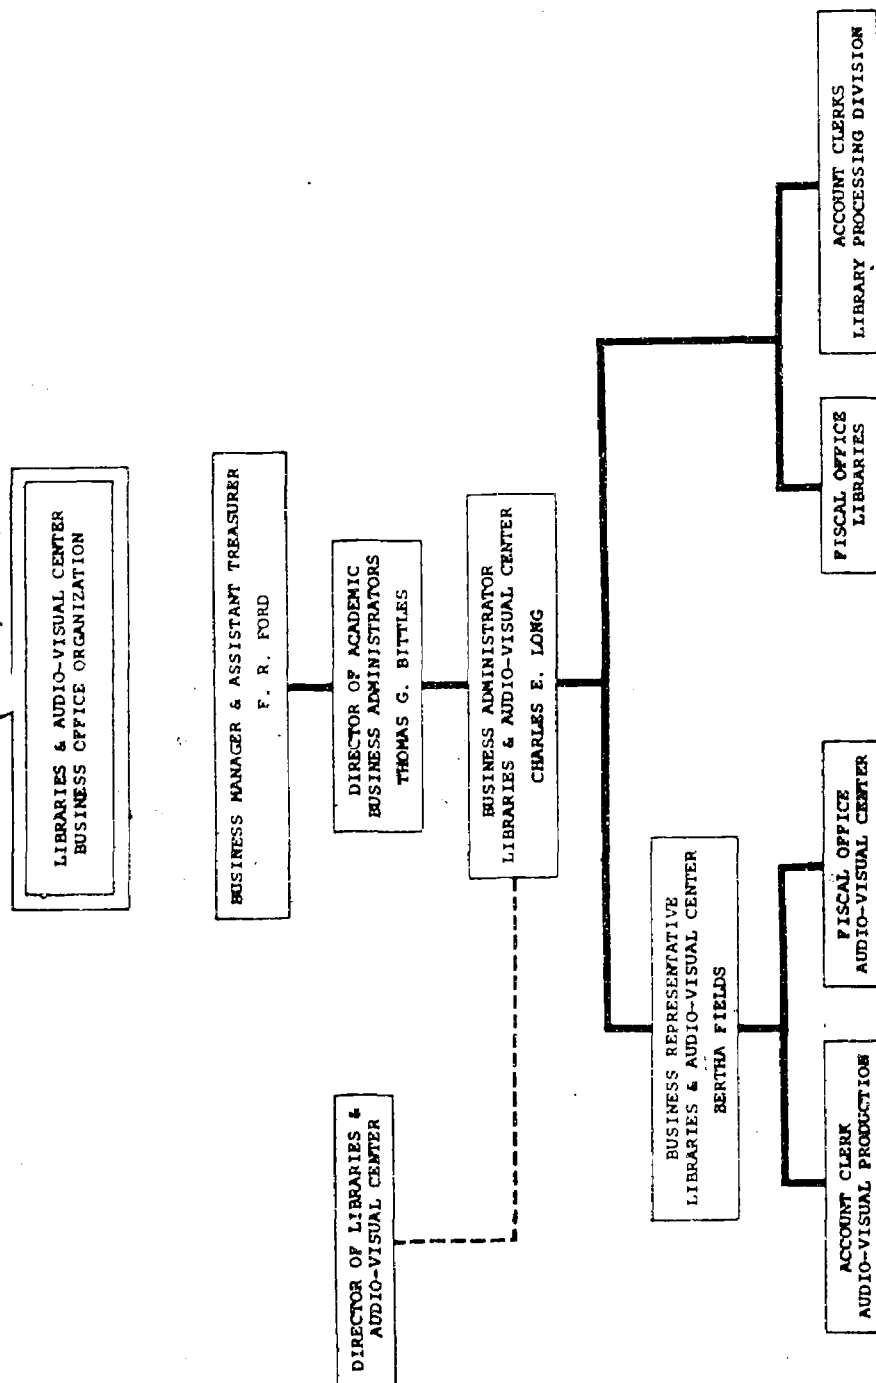 LIBRARIES & AUDIO-VISUAL CENTER
BUSINESS OFFICE ORGANIZATION
BUSINESS MANAGER & ASSISTANT TREASURER
F. R. FORD
DIRECTOR OF LIBRARIES &
AUDIO-VISUAL CENTER
DIRECTOR OF ACADEMIC
BUSINESS ADMINISTRATORS
THOMAS G. BITTLES
BUSINESS ADMINISTRATOR
LIBRARIES & AUDIO-VISUAL CENTER
CHARLES E. LONG
BUSINESS REPRESENTATIVE
LIBRARIES & AUDIO-VISUAL CENTER
BERTHA FIELDS
ACCOUNT CLERK
AUDIO-VISUAL PRODUCTION
FISCAL OFFICE
AUDIO-VISUAL CENTER
FISCAL OFFICE
LIBRARIES
ACCOUNT CLERKS
LIBRARY PROCESSING DIVISION